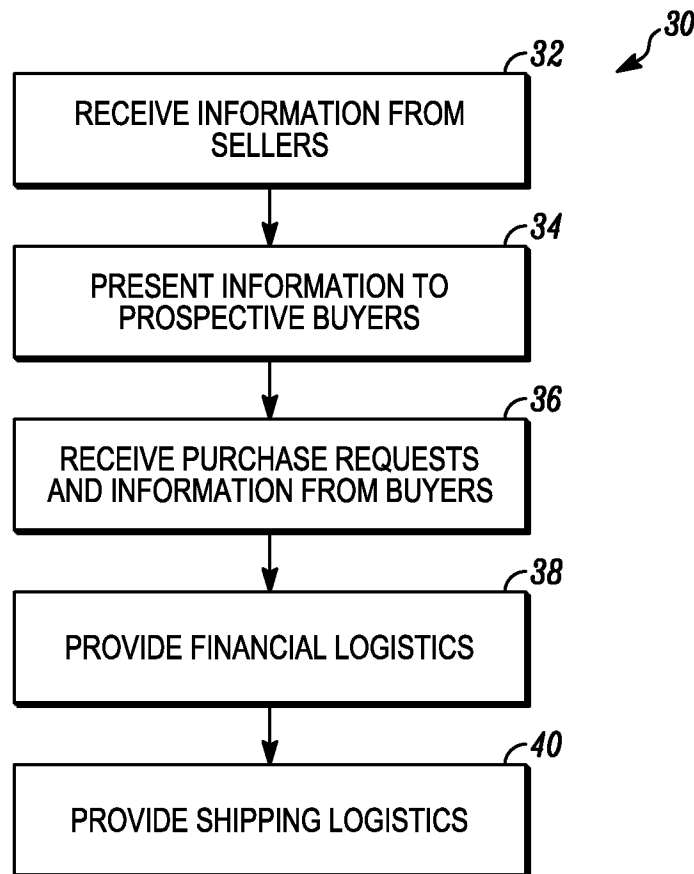 30
32
RECEIVE INFORMATION FROM
SELLERS
34
PRESENT INFORMATION TO
PROSPECTIVE BUYERS
36
RECEIVE PURCHASE REQUESTS
AND INFORMATION FROM BUYERS
38
PROVIDE FINANCIAL LOGISTICS
40
PROVIDE SHIPPING LOGISTICS